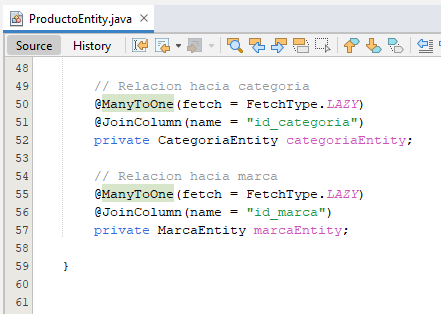 ProductoEntity.java
Source History
48
49 // Relacion hacia categoria
50 @ManyToOne(fetch = FetchType.LAZY)
51 @JoinColumn(name = "id_categoria")
52 private CategoriaEntity categoriaEntity;
53
54 // Relacion hacia marca
55 @ManyToOne(fetch = FetchType.LAZY)
56 @JoinColumn(name = "id_marca")
57 private MarcaEntity marcaEntity;
58
59 }
60
61